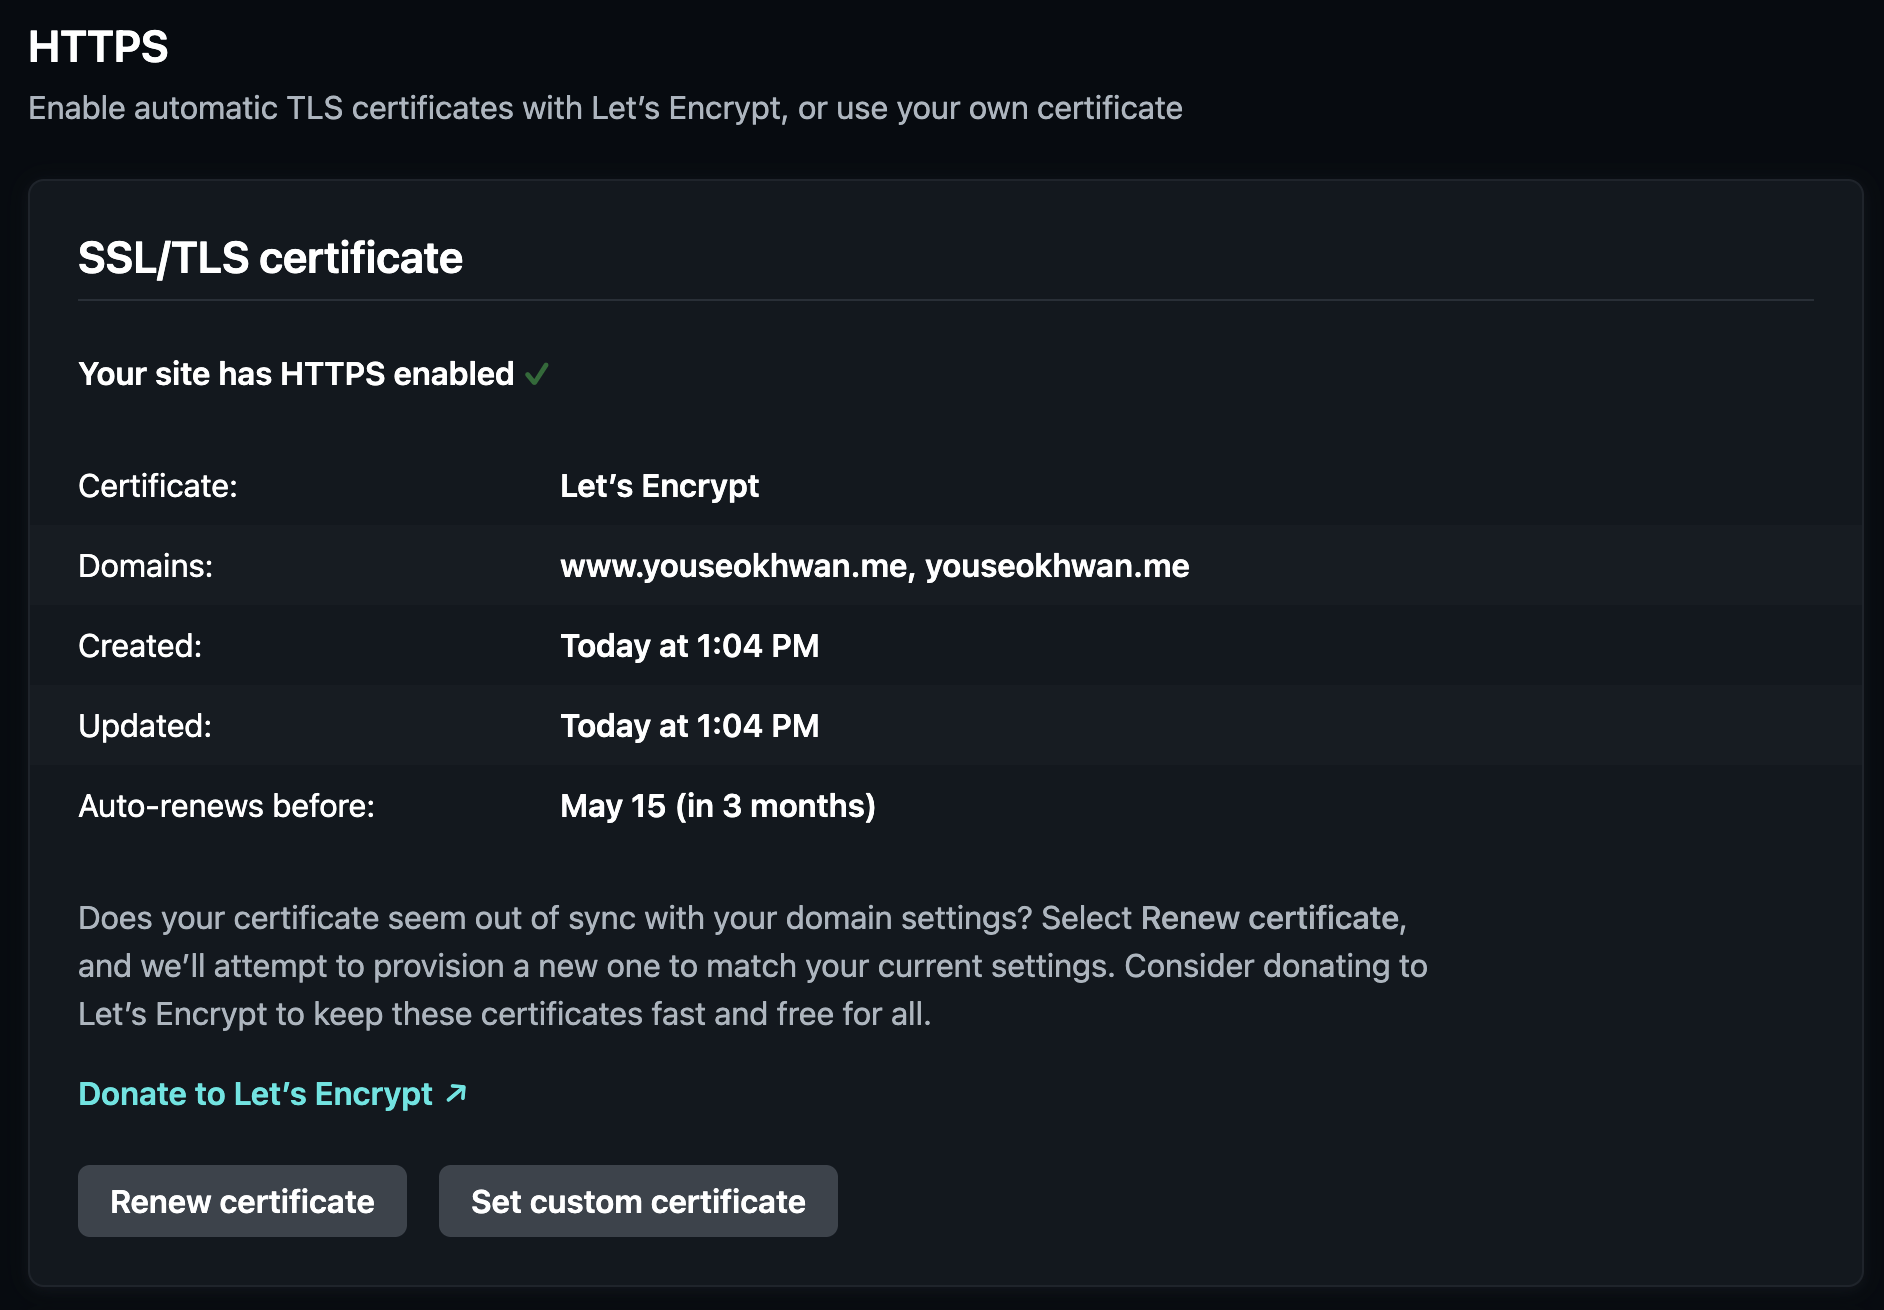 HTTPS
Enable automatic TLS certificates with Let’s Encrypt, or use your own certificate
SSL/TLS certificate
Your site has HTTPS enabled ✓
Certificate: Let’s Encrypt
Domains: www.youseokhwan.me, youseokhwan.me
Created: Today at 1:04 PM
Updated: Today at 1:04 PM
Auto-renews before: May 15 (in 3 months)
Does your certificate seem out of sync with your domain settings? Select Renew certificate,
and we’ll attempt to provision a new one to match your current settings. Consider donating to
Let’s Encrypt to keep these certificates fast and free for all.
Donate to Let’s Encrypt ↗
Renew certificate Set custom certificate